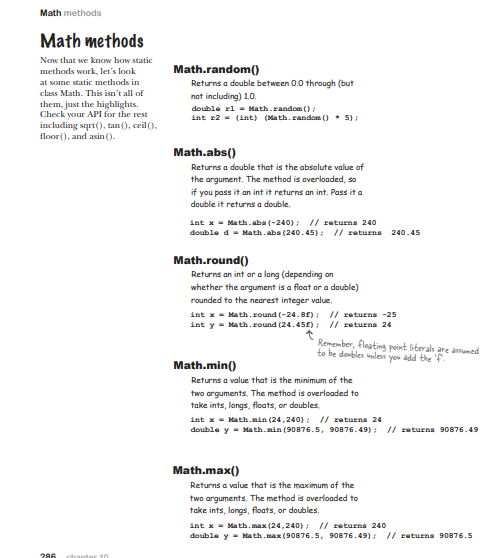 Math methods
Math methods
Now that we know how static
methods work, let's look
at some static methods in
class Math. This isn't all of
them, just the highlights.
Check your API for the rest
including sqrt(), tan(), ceil(),
floor(), and asin().
Math.random()
Returns a double between 0.0 through (but
not including) 1.0.
double r1 = Math.random();
int r2 = (int) (Math.random() * 5);
Math.abs()
Returns a double that is the absolute value of
the argument. The method is overloaded, so
if you pass it an int it returns an int. Pass it a
double it returns a double.
int x = Math.abs(-240); // returns 240
double d = Math.abs(240.45); // returns 240.45
Math.round()
Returns an int or a long (depending on
whether the argument is a float or a double)
rounded to the nearest integer value.
int x = Math.round(-24.8f); // returns -25
int y = Math.round(24.45f); // returns 24
Remember, floating point literals are assumed
to be doubles unless you add the 'f'.
Math.min()
Returns a value that is the minimum of the
two arguments. The method is overloaded to
take ints, longs, floats, or doubles.
int x = Math.min(24,240); // returns 24
double y = Math.min(90876.5, 90876.49); // returns 90876.49
Math.max()
Returns a value that is the maximum of the
two arguments. The method is overloaded to
take ints, longs, floats, or doubles.
int x = Math.max(24,240); // returns 240
double y = Math.max(90876.5, 90876.49); // returns 90876.5
286 chapter 10